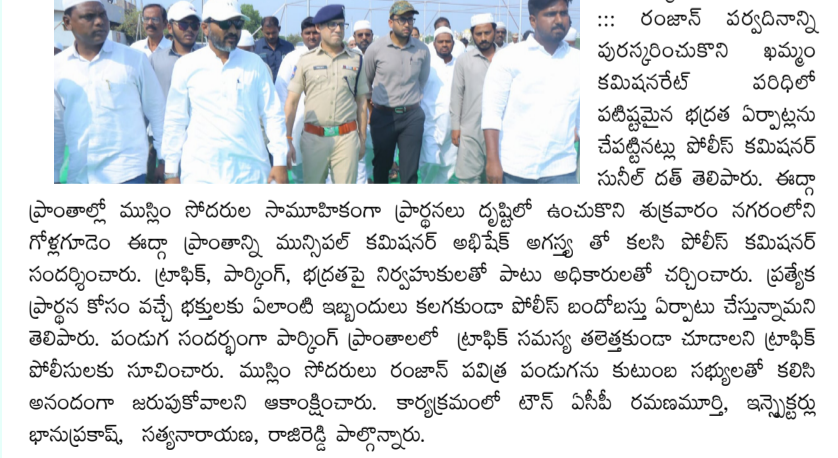 ::: రంజాన్ పర్వదినాన్ని
పురస్కరించుకొని ఖమ్మం
కమిషనరేట్ పరిధిలో
పటిష్టమైన భద్రత ఏర్పాట్లను
చేపట్టినట్లు పోలీస్ కమిషనర్
సునీల్ దత్ తెలిపారు. ఈద్గా
ప్రాంతాల్లో ముస్లిం సోదరుల సామూహికంగా ప్రార్థనలు దృష్టిలో ఉంచుకొని శుక్రవారం నగరంలోని
గోళ్లగూడెం ఈద్గా ప్రాంతాన్ని మున్సిపల్ కమిషనర్ అభిషేక్ అగస్త్య తో కలసి పోలీస్ కమిషనర్
సందర్శించారు. ట్రాఫిక్, పార్కింగ్, భద్రతపై నిర్వహకులతో పాటు అధికారులతో చర్చించారు. ప్రత్యేక
ప్రార్థన కోసం వచ్చే భక్తులకు ఏలాంటి ఇబ్బందులు కలగకుండా పోలీస్ బందోబస్తు ఏర్పాటు చేస్తున్నామని
తెలిపారు. పండుగ సందర్భంగా పార్కింగ్ ప్రాంతాలలో ట్రాఫిక్ సమస్య తలెత్తకుండా చూడాలని ట్రాఫిక్
పోలీసులకు సూచించారు. ముస్లిం సోదరులు రంజాన్ పవిత్ర పండుగను కుటుంబ సభ్యులతో కలిసి
అనందంగా జరుపుకోవాలని ఆకాంక్షించారు. కార్యక్రమంలో టౌన్ ఏసీపీ రమణమూర్తి, ఇన్స్పెక్టర్లు
భానుప్రకాష్, సత్యనారాయణ, రాజిరెడ్డి పాల్గొన్నారు.